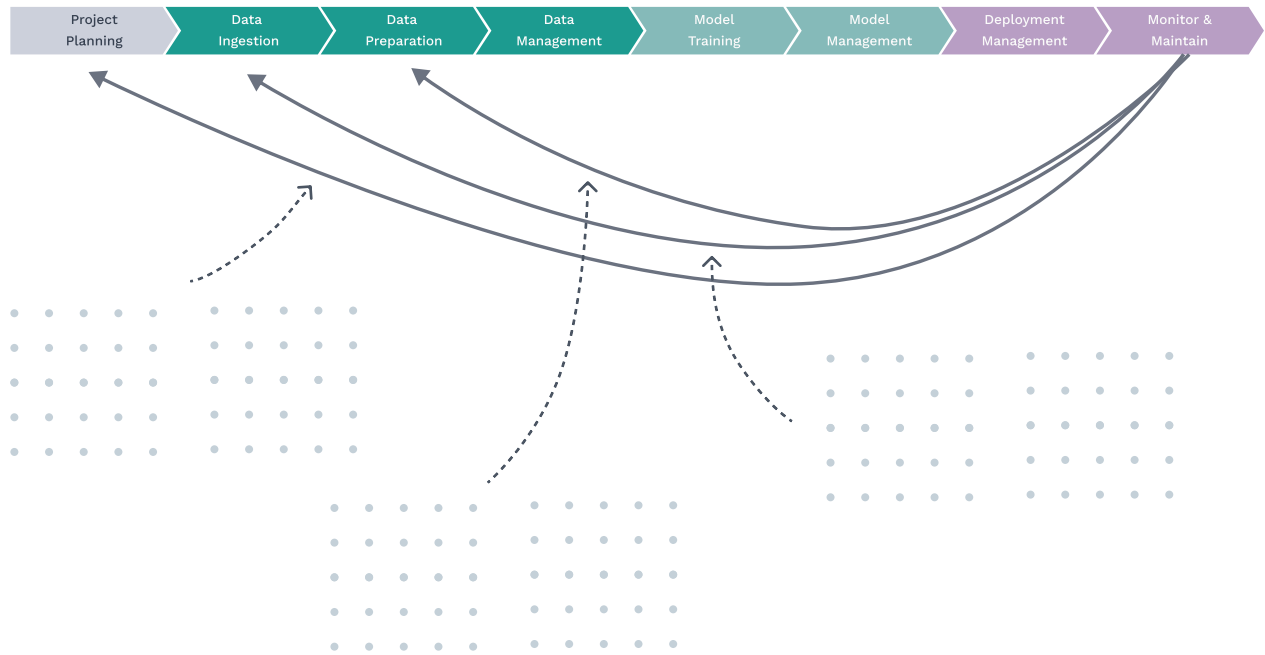 Project
Planning
Data
Ingestion
Data
Preparation
Data
Management
Model
Training
Model
Management
Deployment
Management
Monitor &
Maintain